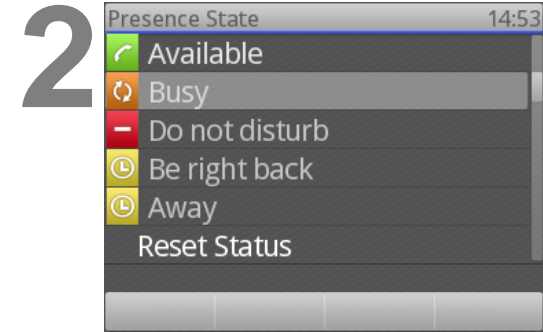 2
Presence State 14:53
Available
Busy
Do not disturb
Be right back
Away
Reset Status